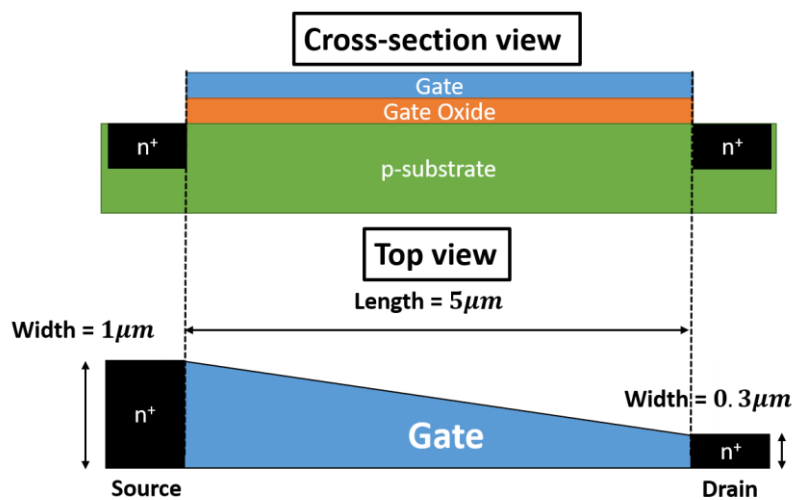 Cross-section view
Gate
Gate Oxide
n⁺
n⁺
p-substrate
Top view
Length = 5μm
Width = 1μm
Width = 0.3μm
n⁺
Gate
n⁺
Source
Drain